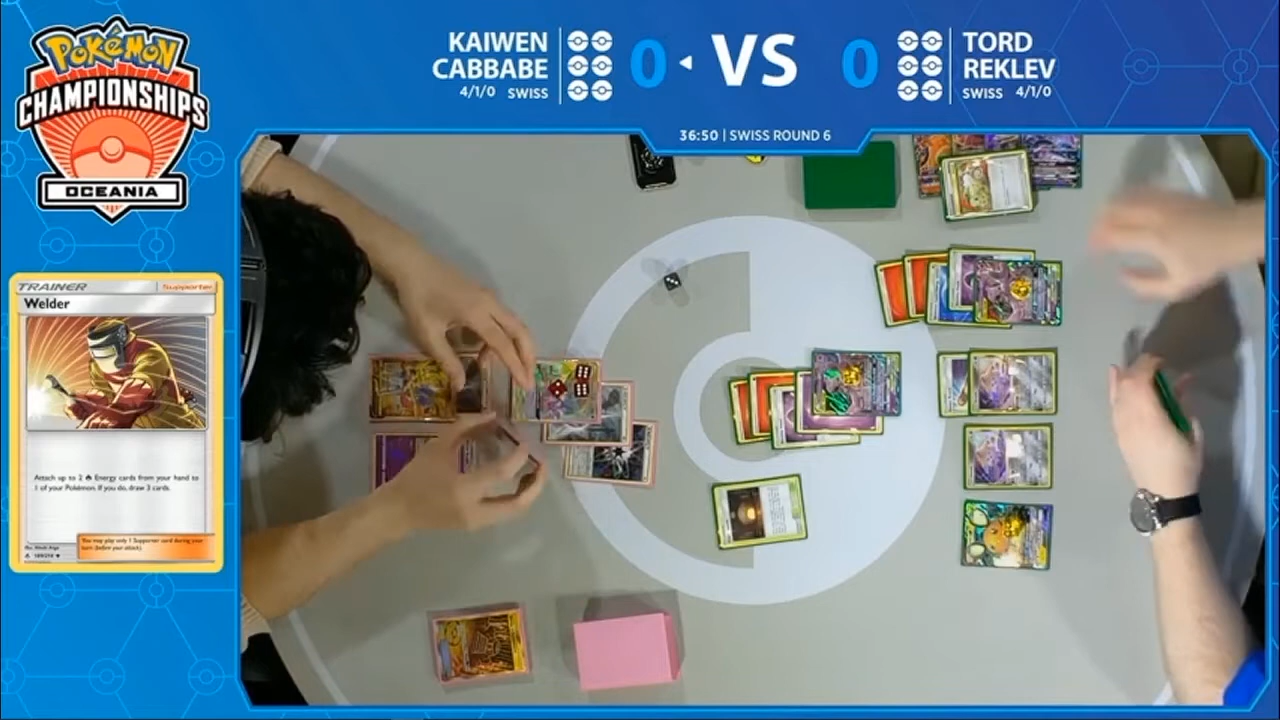 Pokémon
CHAMPIONSHIPS
OCEANIA
KAIWEN
CABBABE
4/1/0 SWISS
0
VS
0
TORD
REKLEV
SWISS 4/1/0
36:50 | SWISS ROUND 6
TRAINER Supporter
Welder
Attach up to 2 Energy cards from your hand to
1 of your Pokémon. If you do, draw 3 cards.
You may play only 1 Supporter card during your
turn (before your attack).